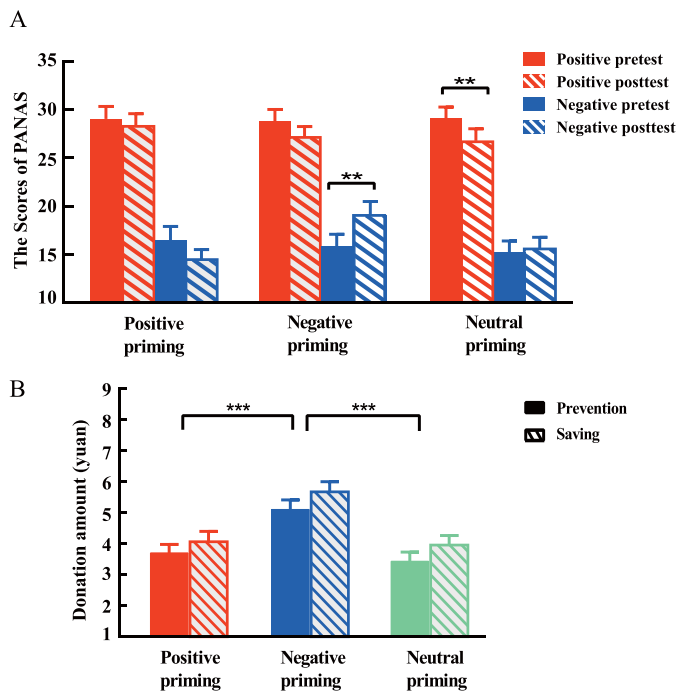 A
The Scores of PANAS
35
30
25
20
15
10
**
**
Positive pretest
Positive posttest
Negative pretest
Negative posttest
Positive priming
Negative priming
Neutral priming
B
Donation amount (yuan)
9
8
7
6
5
4
3
2
1
***
***
Prevention
Saving
Positive priming
Negative priming
Neutral priming